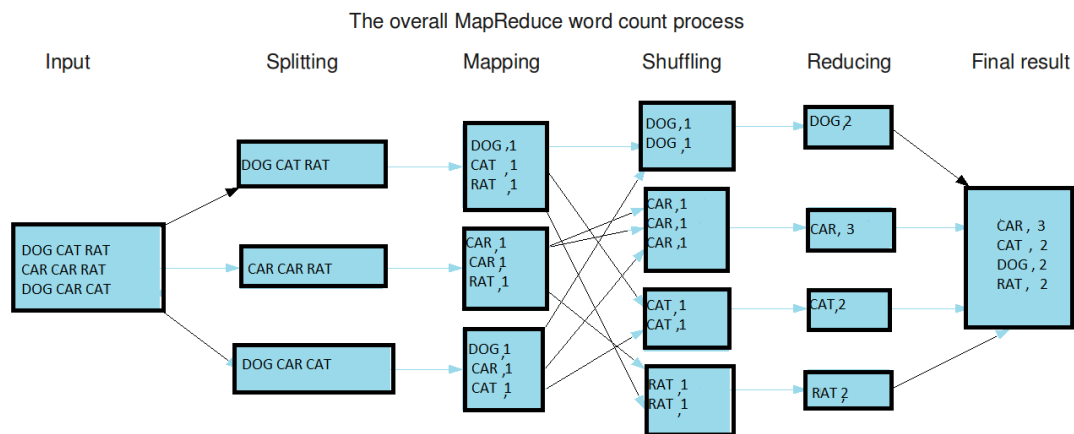 The overall MapReduce word count process
Input
Splitting
Mapping
Shuffling
Reducing
Final result
DOG CAT RAT
CAR CAR RAT
DOG CAR CAT
DOG CAT RAT
CAR CAR RAT
DOG CAR CAT
DOG ,1
CAT ,1
RAT ,1
CAR,1
CAR,1
RAT,1
DOG,1
CAR ,1
CAT ,1
DOG,1
DOG ,1
CAR,1
CAR,1
CAR,1
CAT,1
CAT,1
RAT,1
RAT,1
DOG,2
CAR, 3
CAT,2
RAT,2
CAR , 3
CAT , 2
DOG , 2
RAT , 2